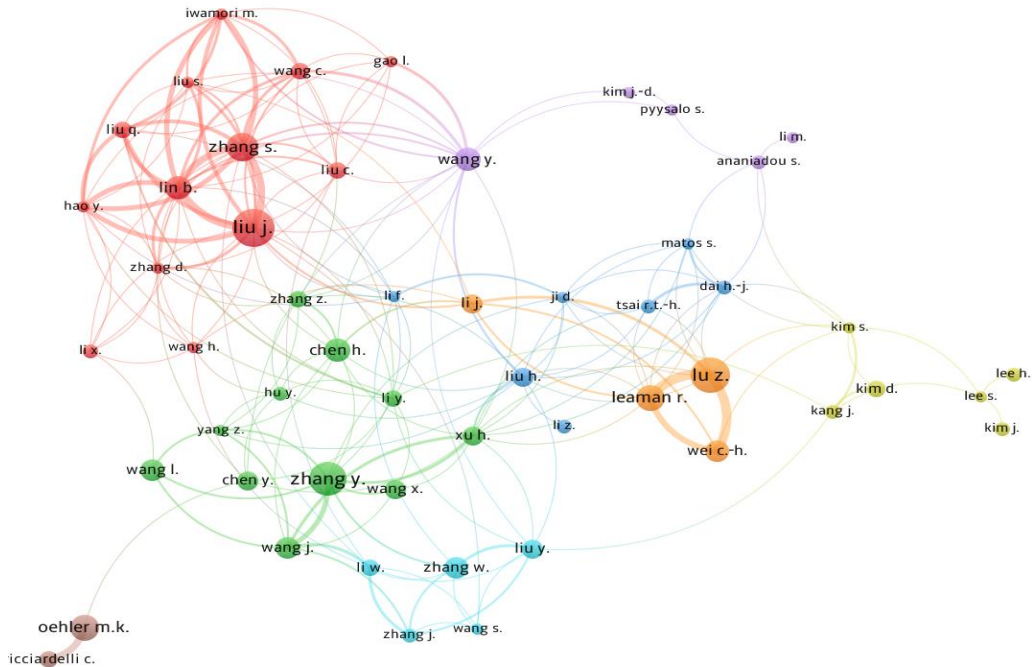 iwamori m.
gao l.
wang c.
liu s.
kim j.-d.
pyysalo s.
liu q.
li m.
zhang s.
wang y.
ananiadou s.
liu c.
lin b.
hao y.
liu j.
matos s.
zhang d.
dai h.-j.
zhang z.
li f.
li j.
ji d.
tsai r.t.-h.
kim s.
wang h.
li x.
chen h.
lu z.
lee h.
liu h.
hu y.
li y.
leaman r.
kim d.
lee s.
kang j.
li z.
kim j.
yang z.
xu h.
wei c.-h.
wang l.
chen y.
zhang y.
wang x.
wang j.
liu y.
li w.
zhang w.
oehler m.k.
zhang j.
wang s.
icciardelli c.